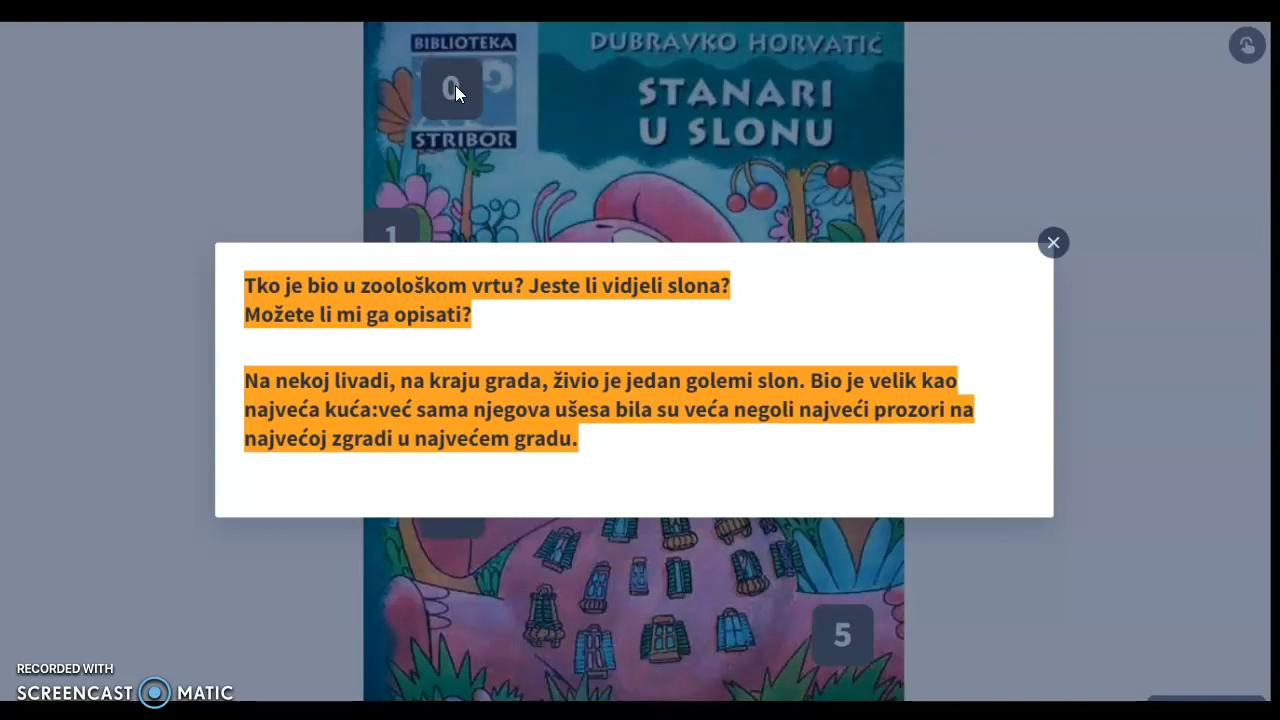 BIBLIOTEKA
STRIBOR
DUBRAVKO HORVATIĆ
STANARI
U SLONU
0
1
Tko je bio u zoološkom vrtu? Jeste li vidjeli slona?
Možete li mi ga opisati?
Na nekoj livadi, na kraju grada, živio je jedan golemi slon. Bio je velik kao
najveća kuća:već sama njegova ušesa bila su veća negoli najveći prozori na
najvećoj zgradi u najvećem gradu.
5
RECORDED WITH
SCREENCAST MATIC